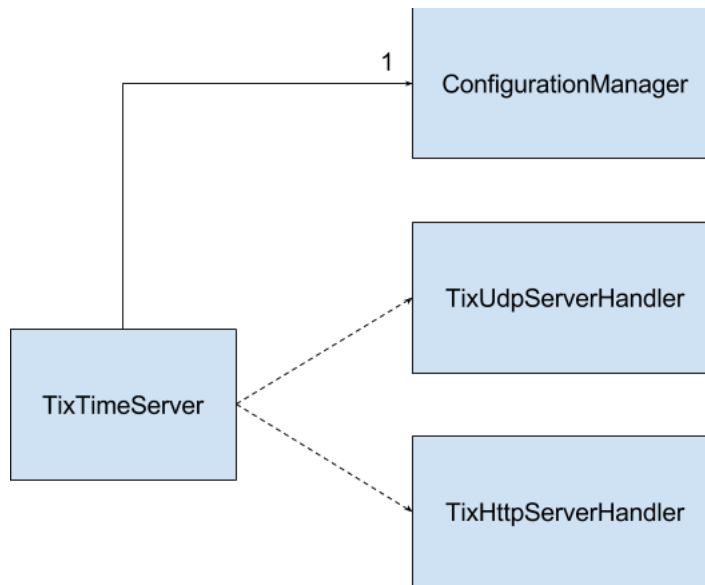 1
ConfigurationManager
TixUdpServerHandler
TixTimeServer
TixHttpServerHandler